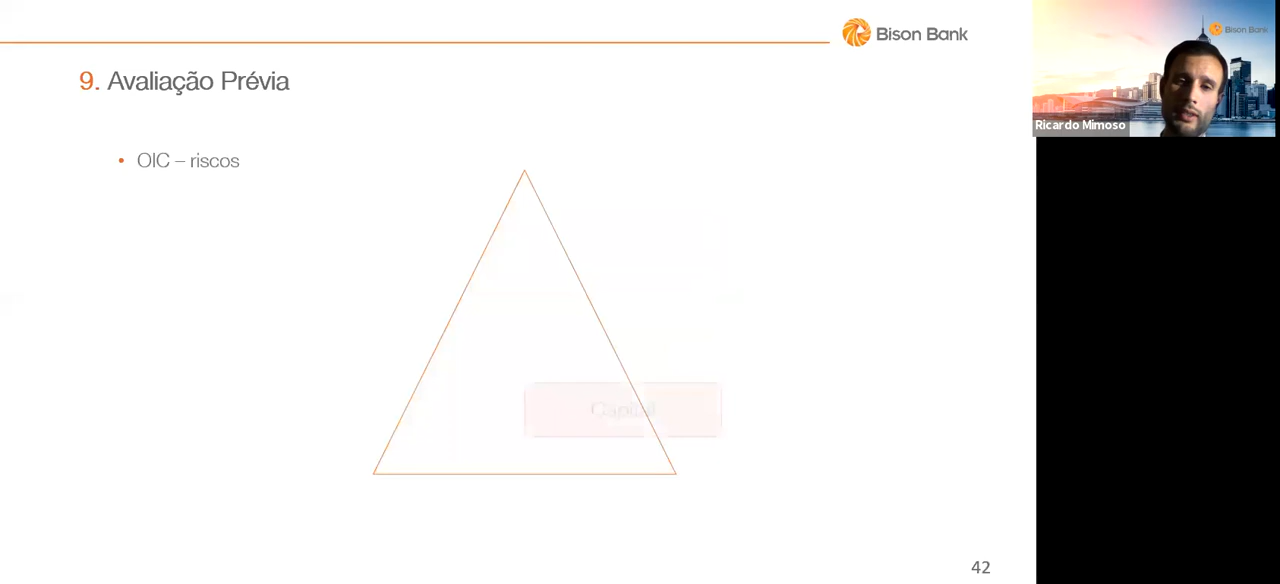 Bison Bank
Bison Bank
Ricardo Mimoso
9. Avaliação Prévia
• OIC – riscos
Capital
42